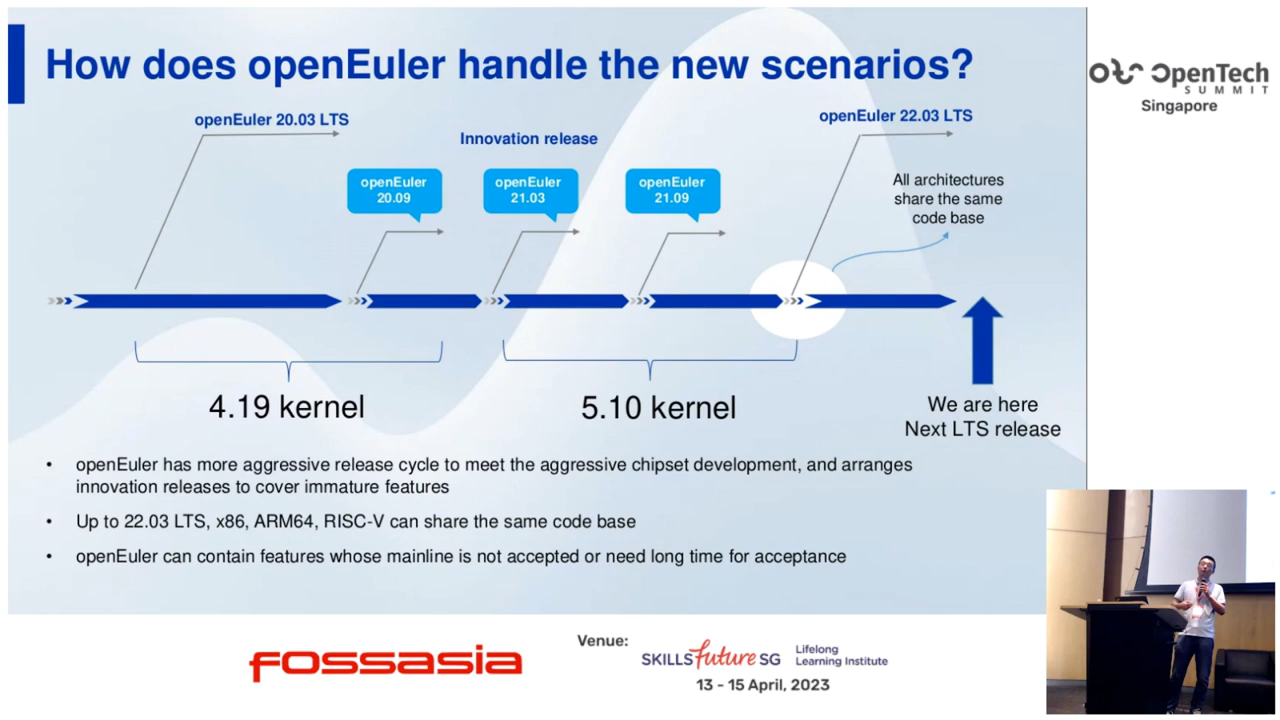 How does openEuler handle the new scenarios?
OpenTech
SUMMIT
Singapore
openEuler 20.03 LTS
Innovation release
openEuler 22.03 LTS
openEuler
20.09
openEuler
21.03
openEuler
21.09
All architectures
share the same
code base
4.19 kernel
5.10 kernel
We are here
Next LTS release
• openEuler has more aggressive release cycle to meet the aggressive chipset development, and arranges
innovation releases to cover immature features
• Up to 22.03 LTS, x86, ARM64, RISC-V can share the same code base
• openEuler can contain features whose mainline is not accepted or need long time for acceptance
fossasia
Venue:
SKILLS future SG
Lifelong
Learning Institute
13 - 15 April, 2023